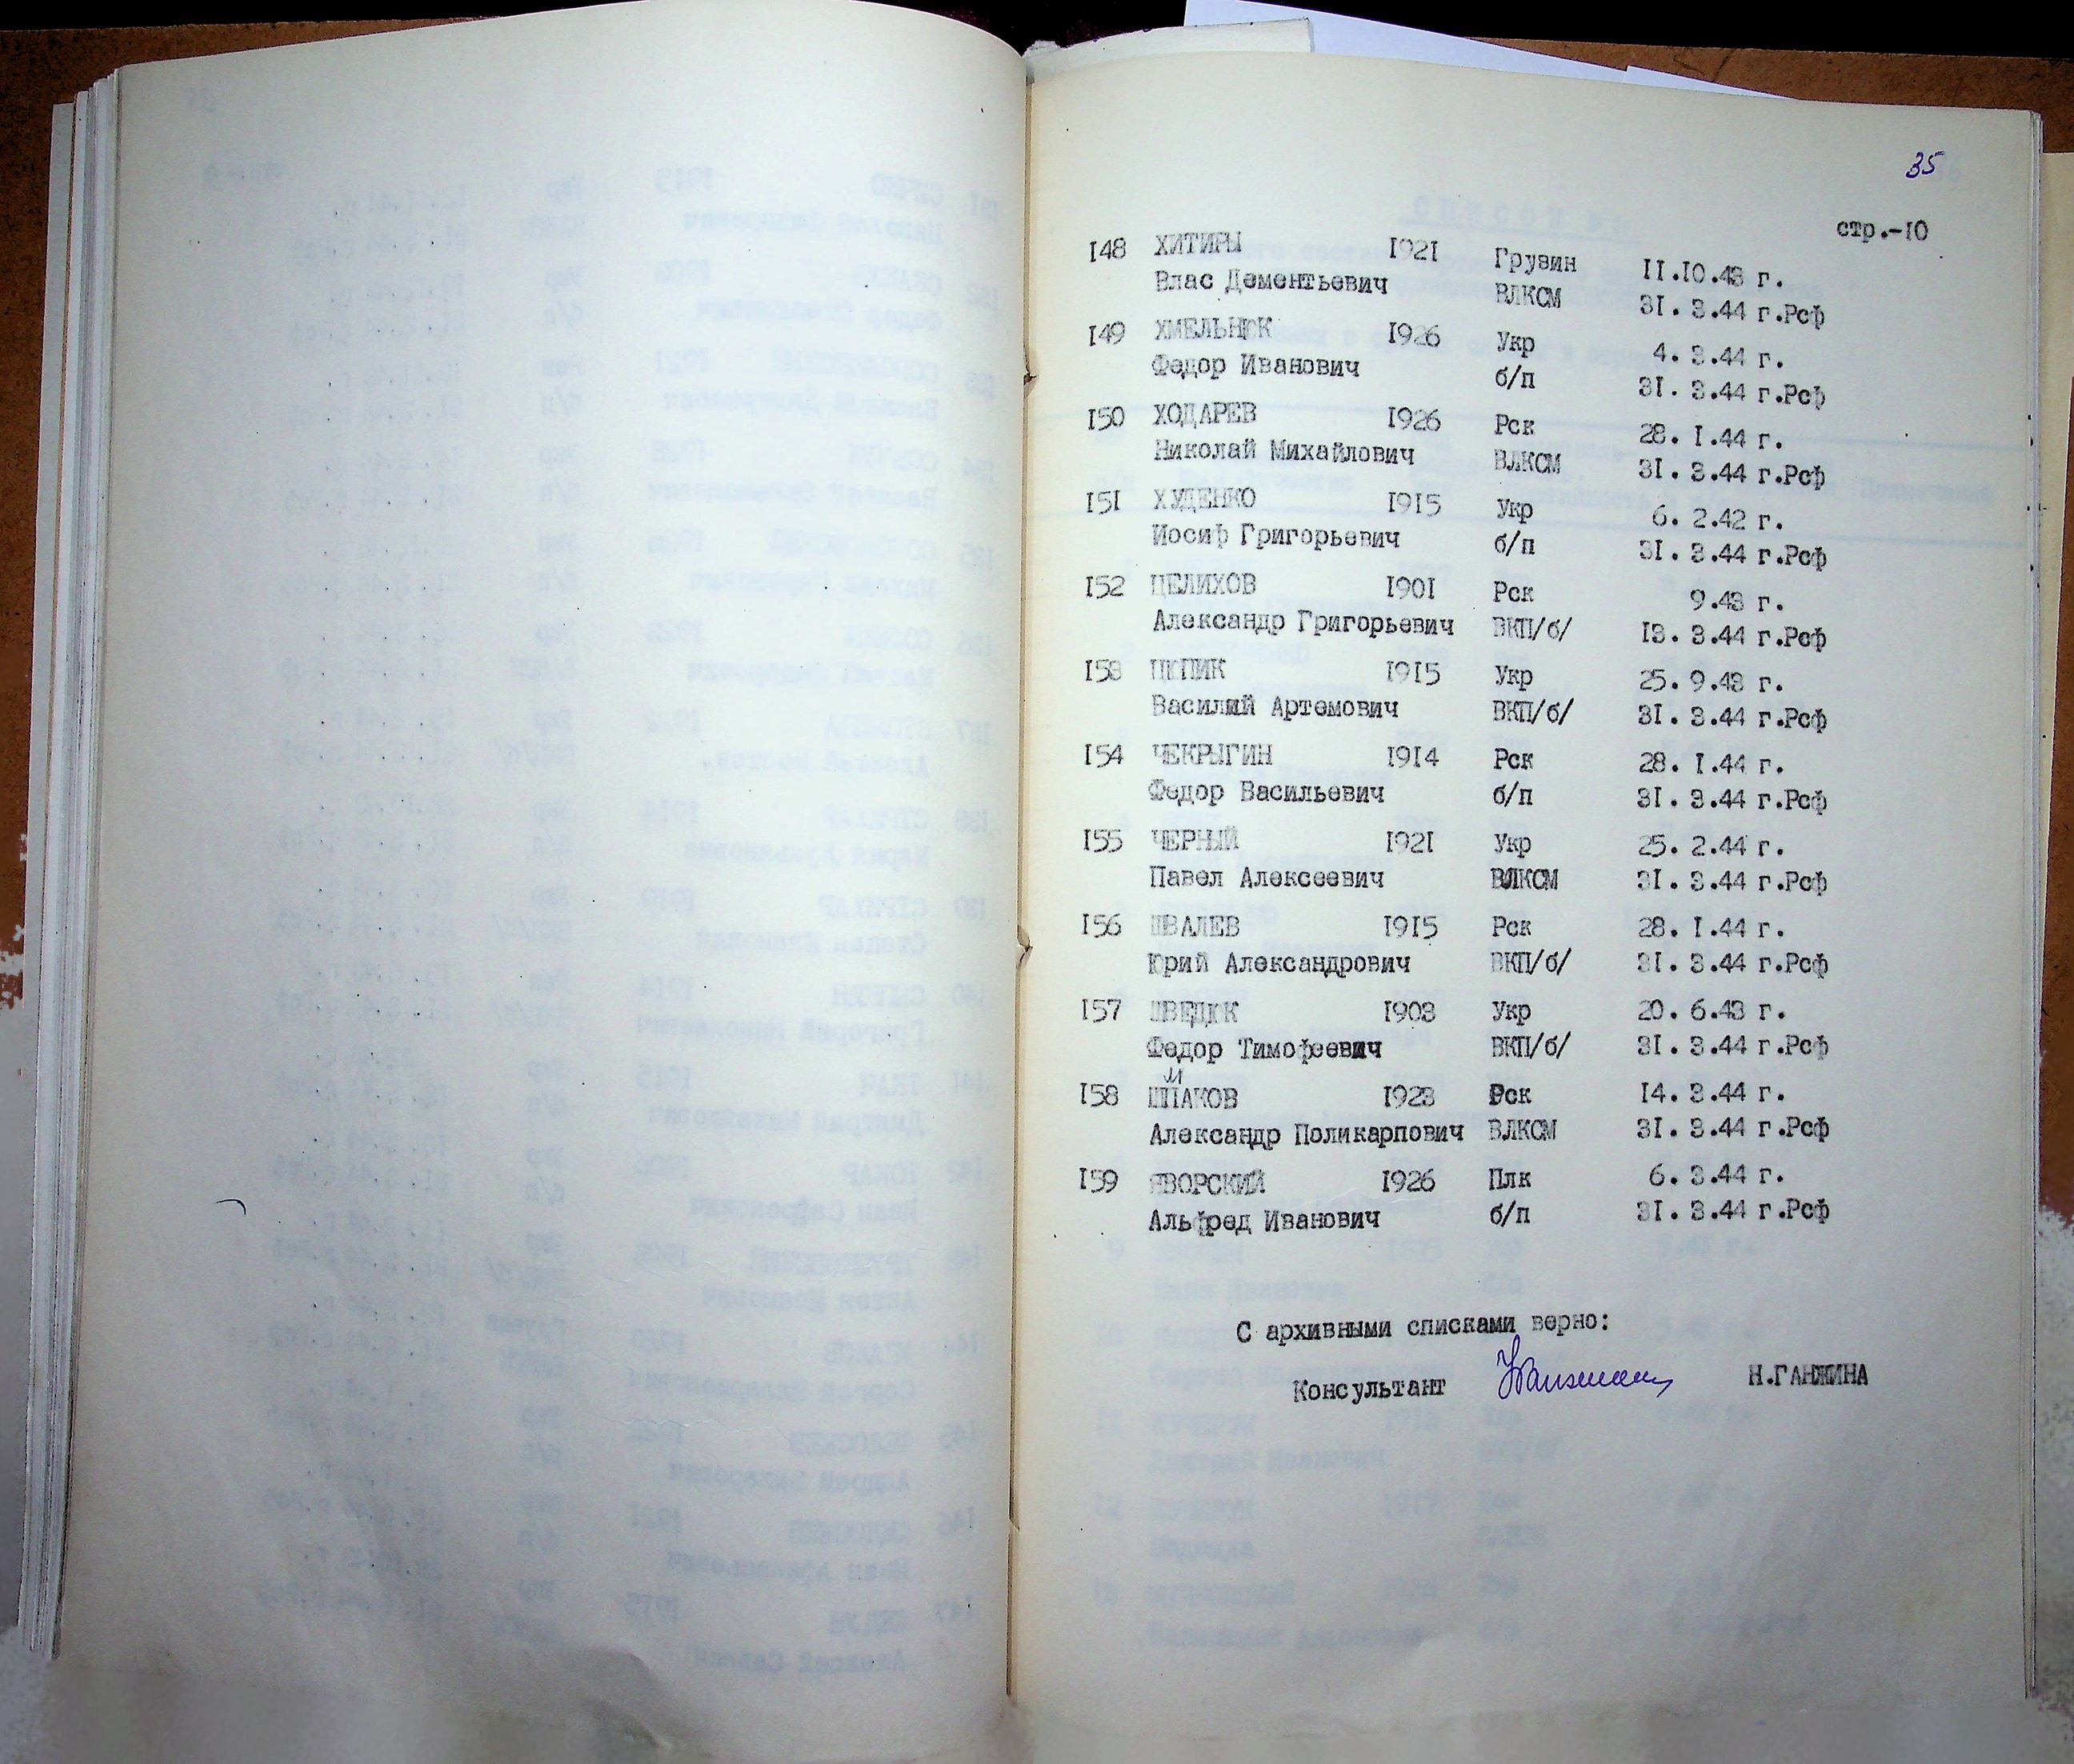 35
стр.-10
148 ХИТИРЫ 1921 Грузин 11.10.43 г.
Влас Дементьевич ВЛКСМ 31. 3.44 г.Рсф
149 ХМЕЛЬНЮК 1926 Укр 4. 3.44 г.
Федор Иванович б/п 31. 3.44 г.Рсф
150 ХОДАРЕВ 1926 Рск 28. 1.44 г.
Николай Михайлович ВЛКСМ 31. 3.44 г.Рсф
151 ХУДЕНКО 1915 Укр 6. 2.42 г.
Иосиф Григорьевич б/п 31. 3.44 г.Рсф
152 ЦЕЛИХОВ 1901 Рск 9.43 г.
Александр Григорьевич ВКП/б/ 13. 3.44 г.Рсф
153 1915 Укр 25. 9.43 г.
Василий Артемович ВКП/б/ 31. 3.44 г.Рсф
154 ЧЕКРЫГИН 1914 Рск 28. 1.44 г.
Федор Васильевич б/п 31. 3.44 г.Рсф
155 ЧЕРНЫЙ 1921 Укр 25. 2.44 г.
Павел Алексеевич ВЛКСМ 31. 3.44 г.Рсф
156 ШВАЛЕВ 1915 Рск 28. 1.44 г.
Юрий Александрович ВКП/б/ 31. 3.44 г.Рсф
157 ШВЕДЮК 1903 Укр 20. 6.43 г.
Федор Тимофеевич ВКП/б/ 31. 3.44 г.Рсф
158 1923 Рск 14. 3.44 г.
Александр Поликарпович ВЛКСМ 31. 3.44 г.Рсф
159 ЯВОРСКИЙ 1926 Плк 6. 3.44 г.
Альфред Иванович б/п 31. 3.44 г.Рсф
С архивными списками верно:
Консультант Н.ГАНЖИНА